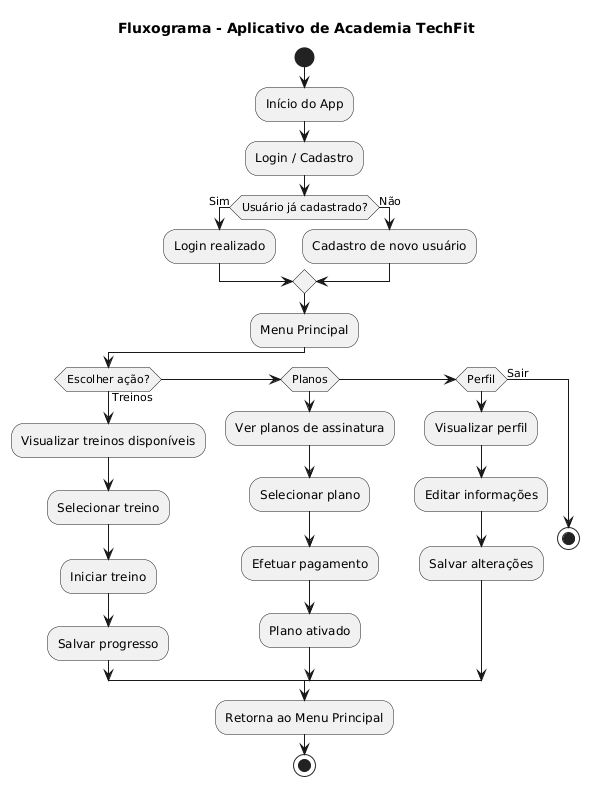 Fluxograma - Aplicativo de Academia TechFit
Início do App
Login / Cadastro
Usuário já cadastrado?
Sim
Não
Login realizado
Cadastro de novo usuário
Menu Principal
Escolher ação?
Treinos
Planos
Perfil
Sair
Visualizar treinos disponíveis
Ver planos de assinatura
Visualizar perfil
Selecionar treino
Selecionar plano
Editar informações
Iniciar treino
Efetuar pagamento
Salvar alterações
Salvar progresso
Plano ativado
Retorna ao Menu Principal